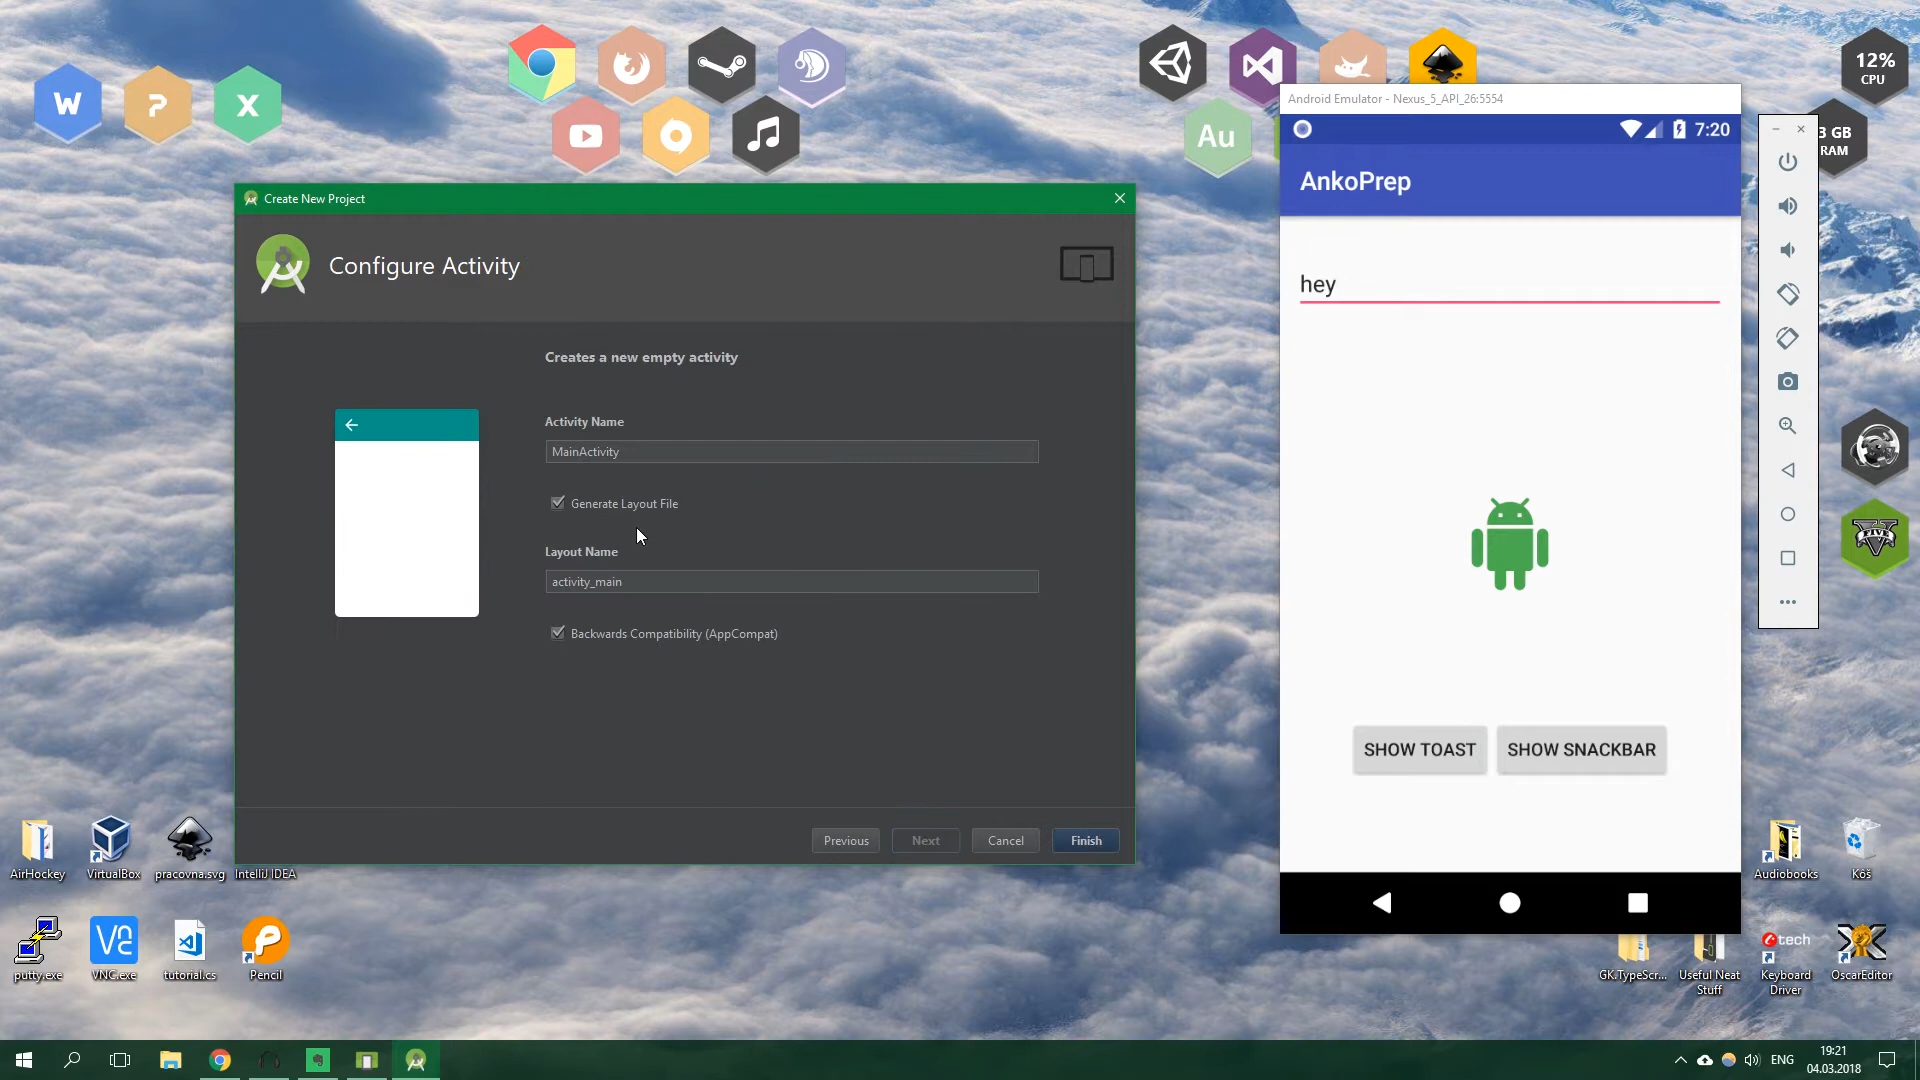 W
P
X
Au
12%
CPU
3 GB
RAM
Create New Project
Configure Activity
Creates a new empty activity
Activity Name
MainActivity
Generate Layout File
Layout Name
activity_main
Backwards Compatibility (AppCompat)
Previous
Next
Cancel
Finish
Android Emulator - Nexus_5_API_26:5554
7:20
AnkoPrep
hey
SHOW TOAST
SHOW SNACKBAR
FIVE
AirHockey
VirtualBox
pracovna.svg
IntelliJ IDEA
putty.exe
VNC.exe
tutorial.cs
Pencil
Audiobooks
Kôš
GK.TypeScr...
Useful Neat
Stuff
tech
Keyboard
Driver
OscarEditor
ENG
19:21
04.03.2018